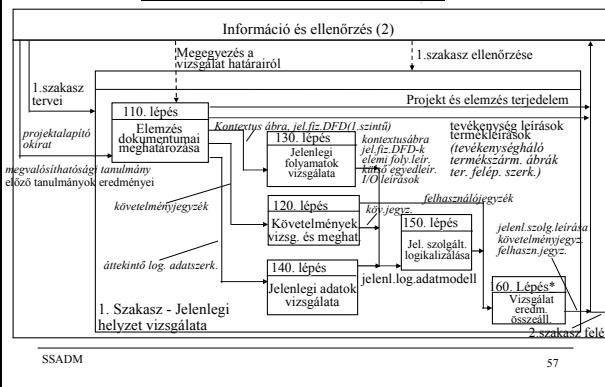 Információ és ellenőrzés (2)
Megegyezés a
vizsgálat határairól
1.szakasz ellenőrzése
1.szakasz
tervei
110. lépés
Elemzés
dokumentumai
meghatározása
Projekt és elemzés terjedelem
projektalapító
okirat
megvalósíthatósági tanulmány
előző tanulmányok eredményei
Kontextus ábra, jel.fiz.DFD(1.szintű)
130. lépés
Jelenlegi
folyamatok
vizsgálata
kontextusábra
jel.fiz.DFD-k
elemi foly.leír.
külső egyedleír.
I/O leírások
tevékenység leírások
termékleírások
(tevékenységháló
termékszárm. ábrák
ter. felép. szerk.)
követelményjegyzék
120. lépés
Követelmények
vizsg. és meghat.
köv.jegyz.
felhasználójegyzék
150. lépés
Jel. szolgált.
logikalizálása
jelenl.szolg.leírása
követelményjegyz.
felhaszn.jegyz.
áttekintő log. adatszerk.
140. lépés
Jelenlegi adatok
vizsgálata
jelenl.log.adatmodell
160. Lépés*
Vizsgálat
eredm.
összeáll.
1. Szakasz - Jelenlegi
helyzet vizsgálata
2.szakasz felé
SSADM
57